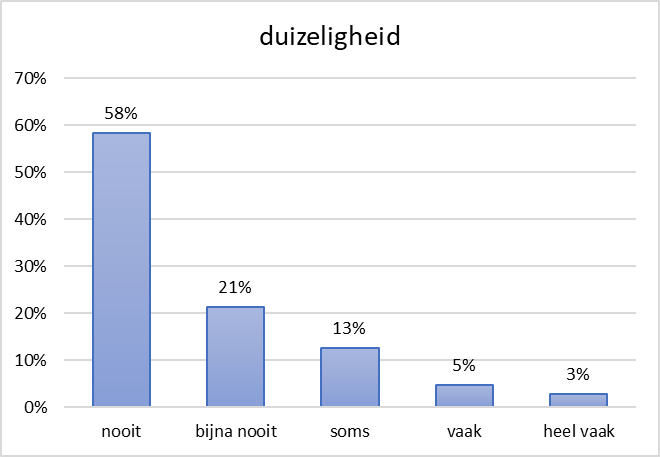 duizeligheid
70%
60%
50%
40%
30%
20%
10%
0%
58%
21%
13%
5%
3%
nooit
bijna nooit
soms
vaak
heel vaak